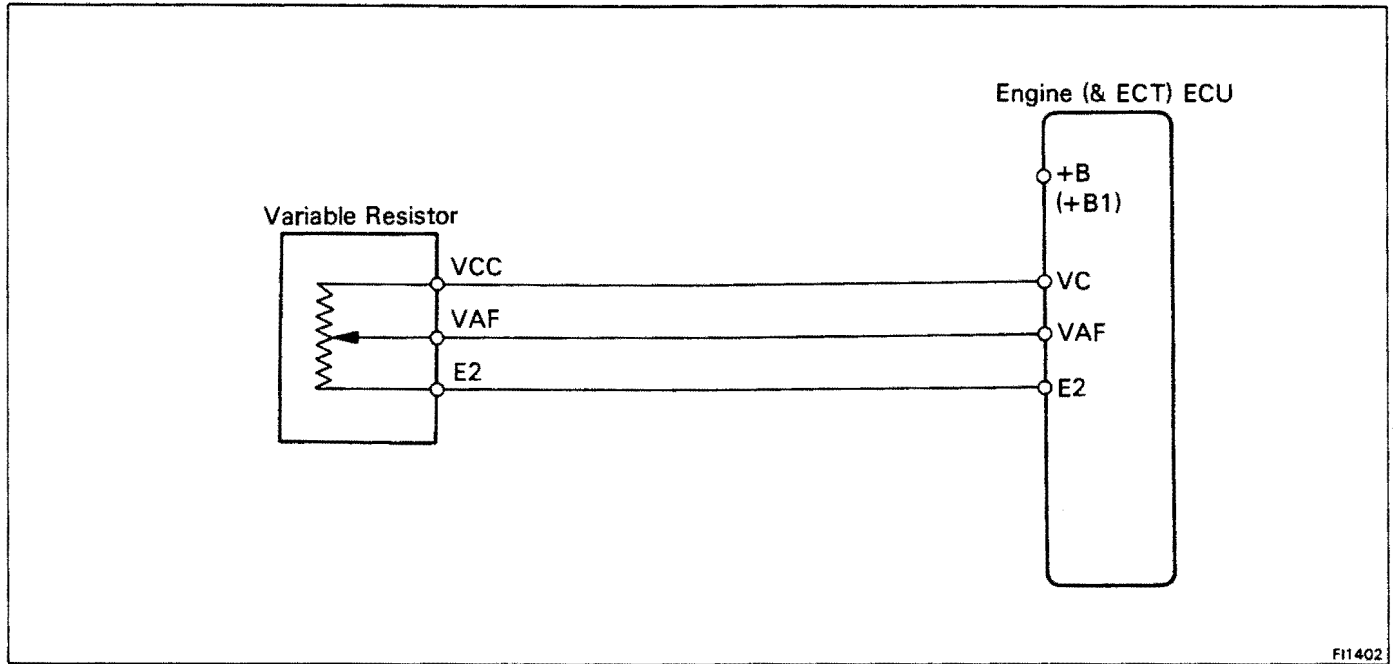 Engine (& ECT) ECU
+B
(+B1)
Variable Resistor
VCC
VC
VAF
VAF
E2
E2
FI1402